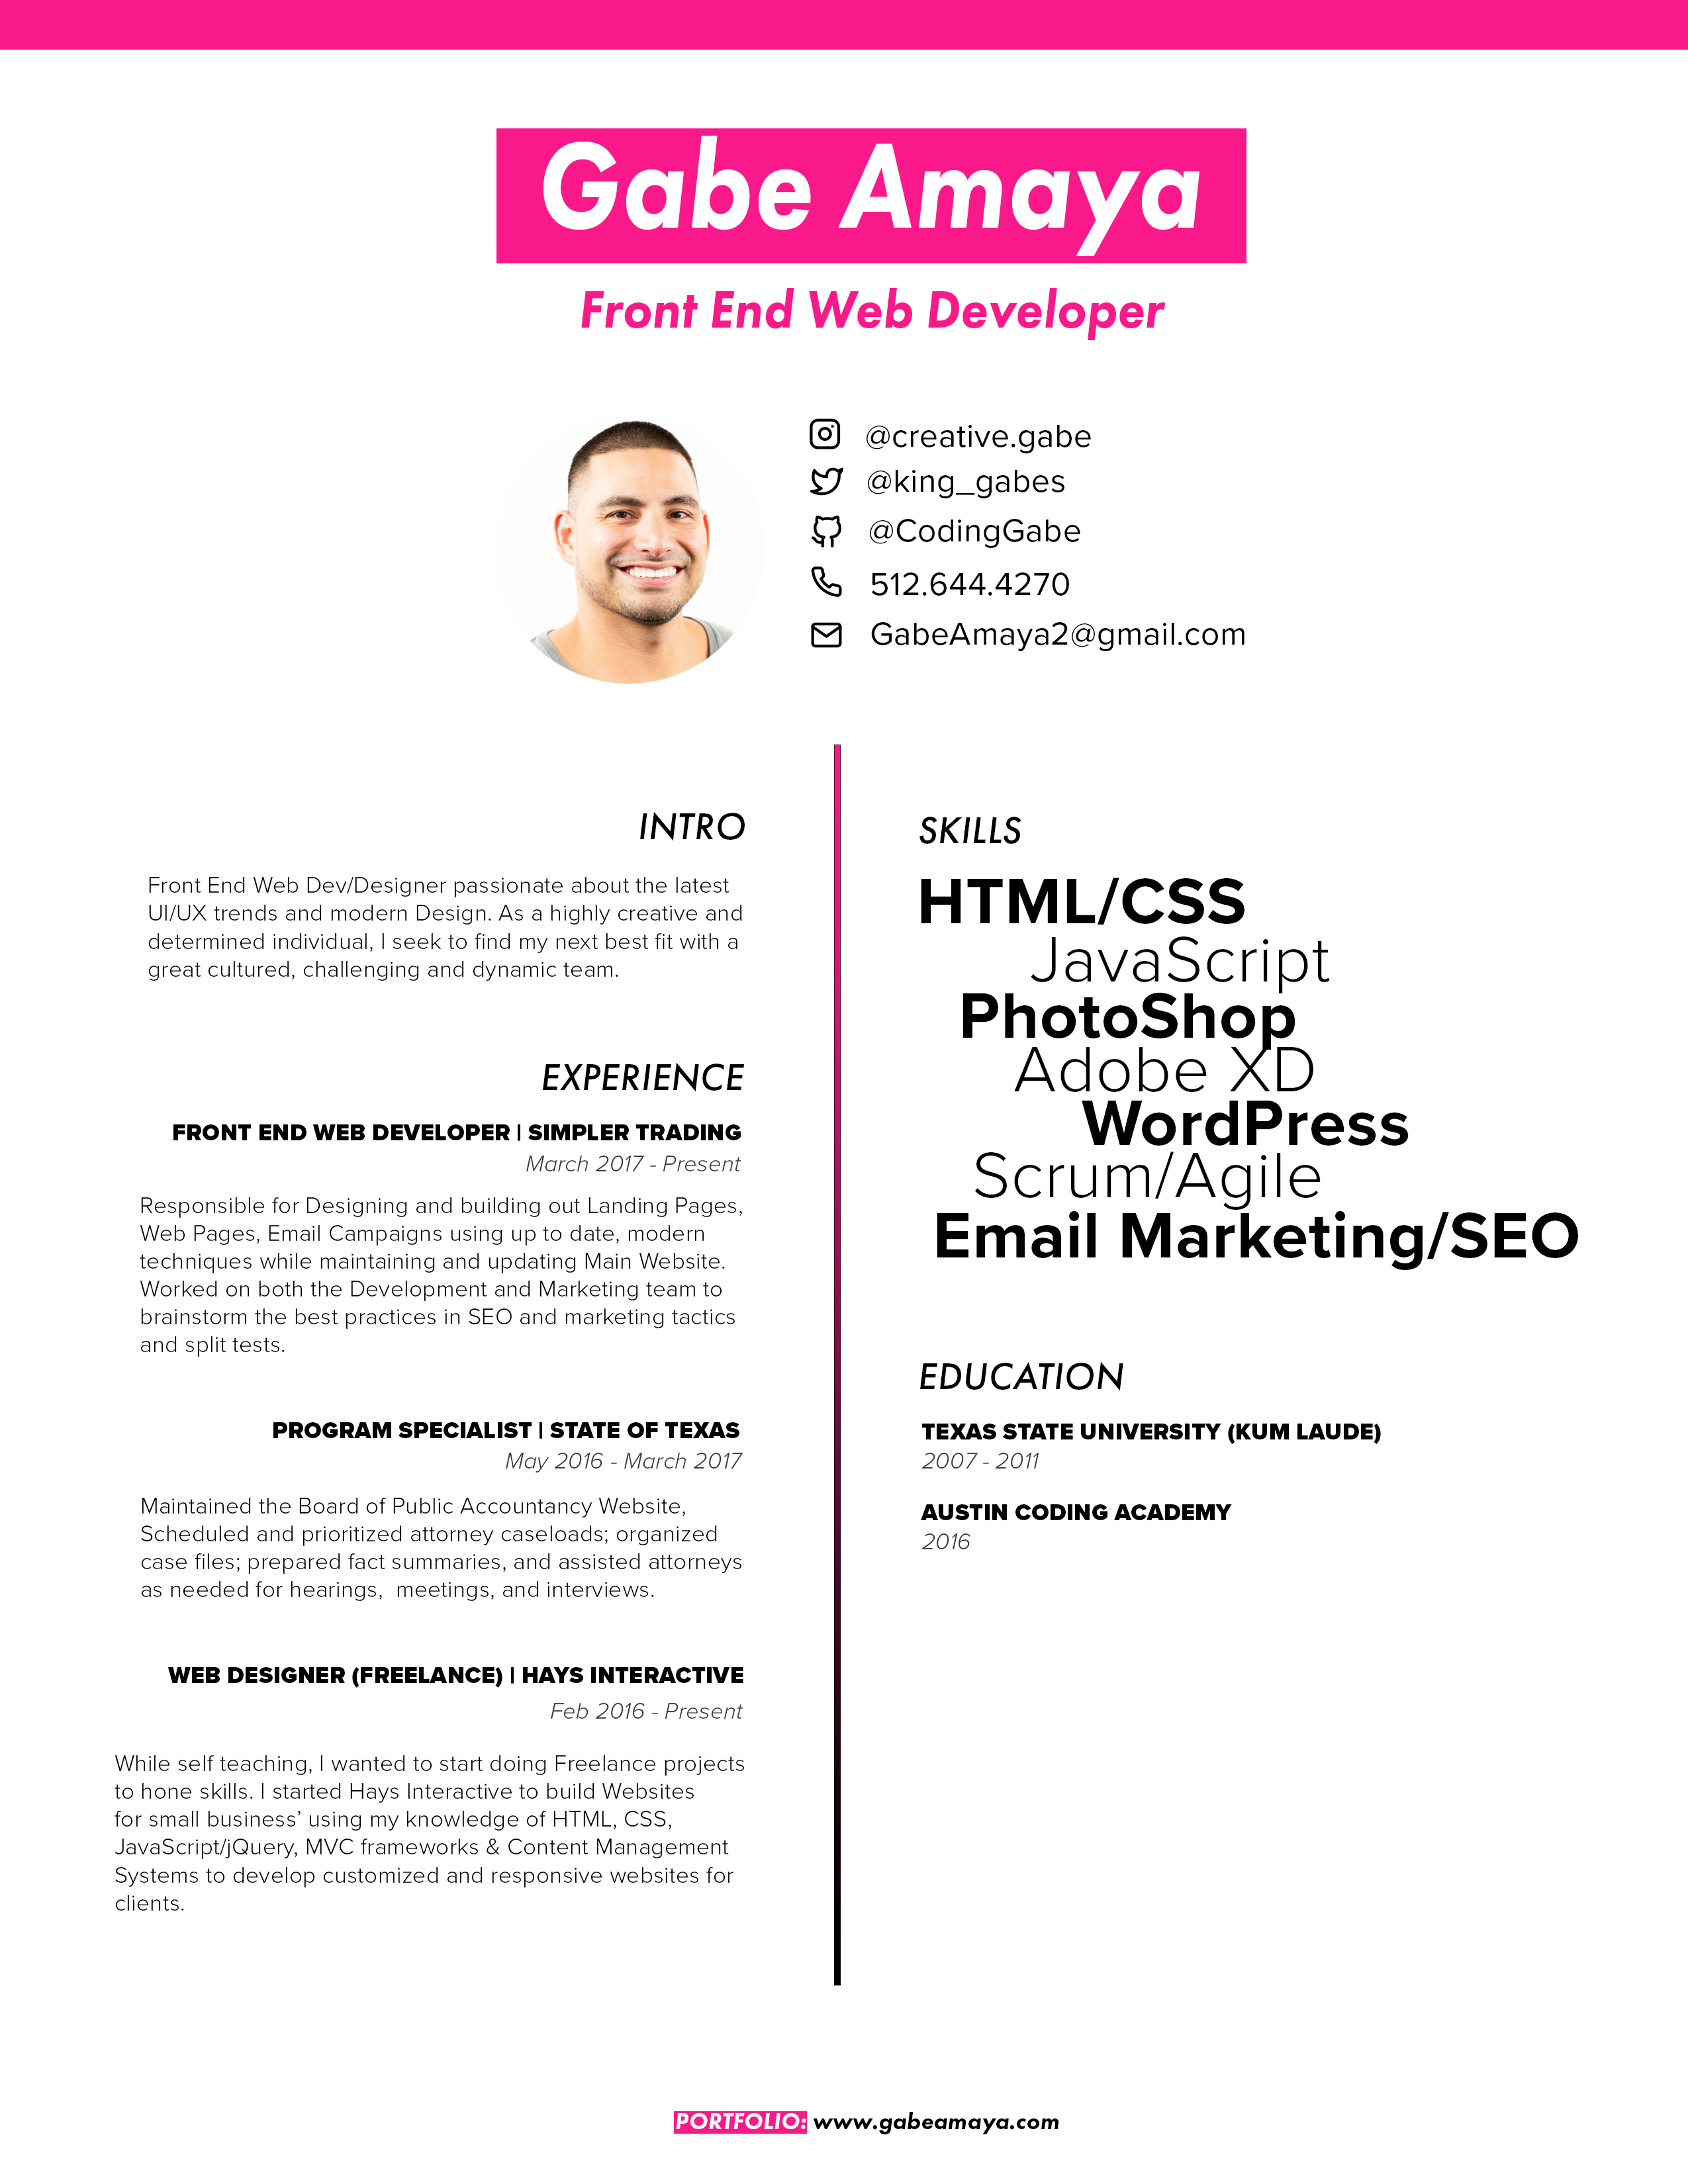 Gabe Amaya
Front End Web Developer
@creative.gabe
@king_gabes
@CodingGabe
512.644.4270
GabeAmaya2@gmail.com
INTRO
Front End Web Dev/Designer passionate about the latest
UI/UX trends and modern Design. As a highly creative and
determined individual, I seek to find my next best fit with a
great cultured, challenging and dynamic team.
EXPERIENCE
FRONT END WEB DEVELOPER | SIMPLER TRADING
March 2017 - Present
Responsible for Designing and building out Landing Pages,
Web Pages, Email Campaigns using up to date, modern
techniques while maintaining and updating Main Website.
Worked on both the Development and Marketing team to
brainstorm the best practices in SEO and marketing tactics
and split tests.
PROGRAM SPECIALIST | STATE OF TEXAS
May 2016 - March 2017
Maintained the Board of Public Accountancy Website,
Scheduled and prioritized attorney caseloads; organized
case files; prepared fact summaries, and assisted attorneys
as needed for hearings,  meetings, and interviews.
WEB DESIGNER (FREELANCE) | HAYS INTERACTIVE
Feb 2016 - Present
While self teaching, I wanted to start doing Freelance projects
to hone skills. I started Hays Interactive to build Websites
for small business’ using my knowledge of HTML, CSS,
JavaScript/jQuery, MVC frameworks & Content Management
Systems to develop customized and responsive websites for
clients.
SKILLS
HTML/CSS
JavaScript
PhotoShop
Adobe XD
WordPress
Scrum/Agile
Email Marketing/SEO
EDUCATION
TEXAS STATE UNIVERSITY (KUM LAUDE)
2007 - 2011
AUSTIN CODING ACADEMY
2016
PORTFOLIO: www.gabeamaya.com